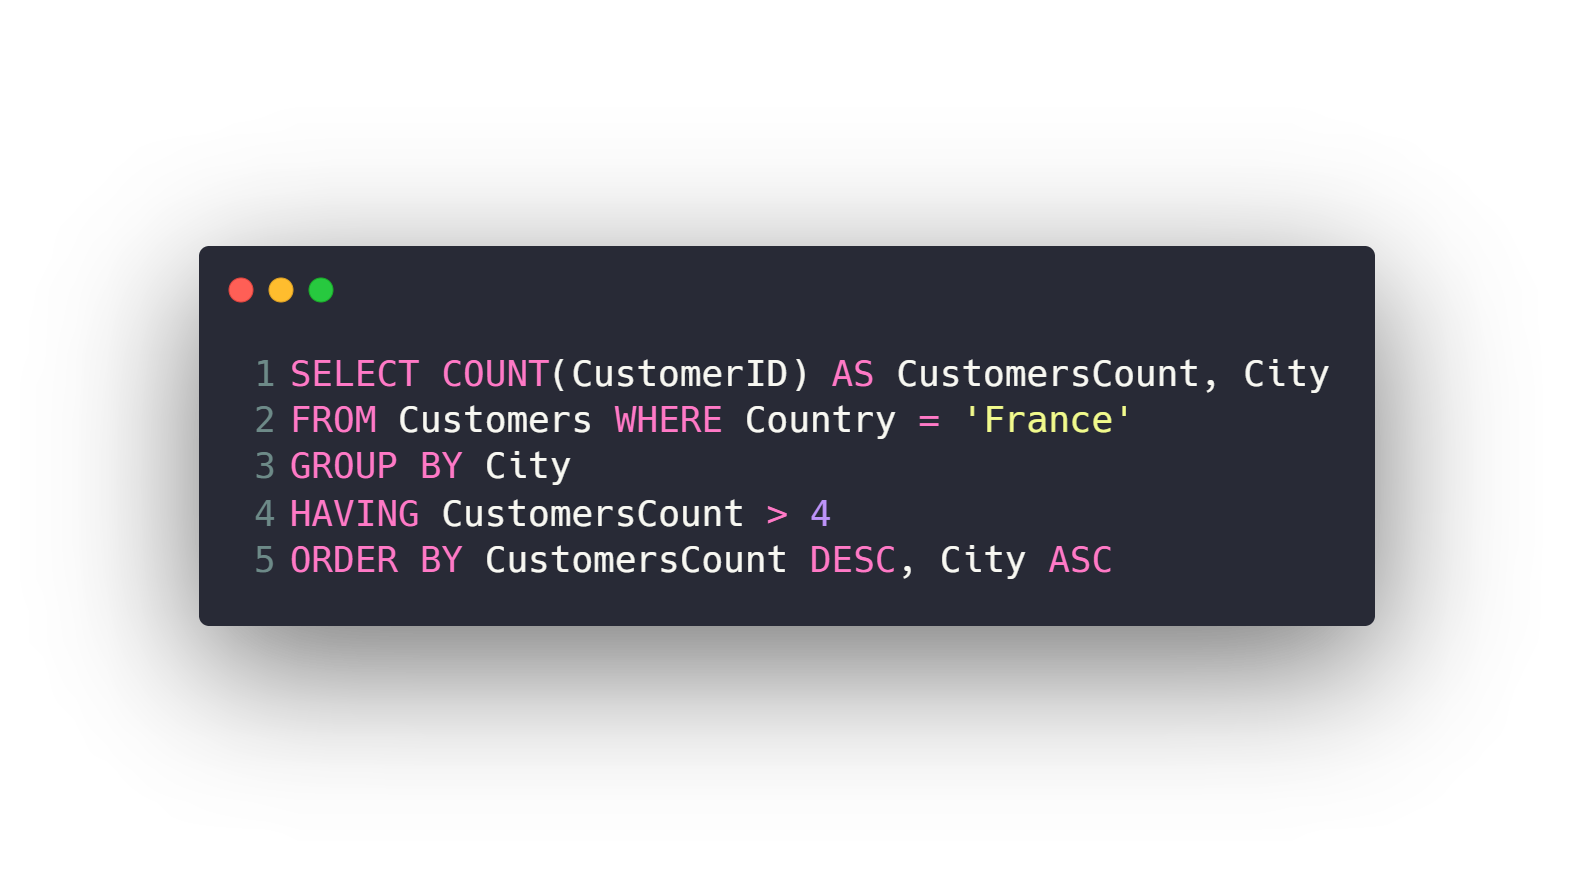 1 SELECT COUNT(CustomerID) AS CustomersCount, City
2 FROM Customers WHERE Country = 'France'
3 GROUP BY City
4 HAVING CustomersCount > 4
5 ORDER BY CustomersCount DESC, City ASC